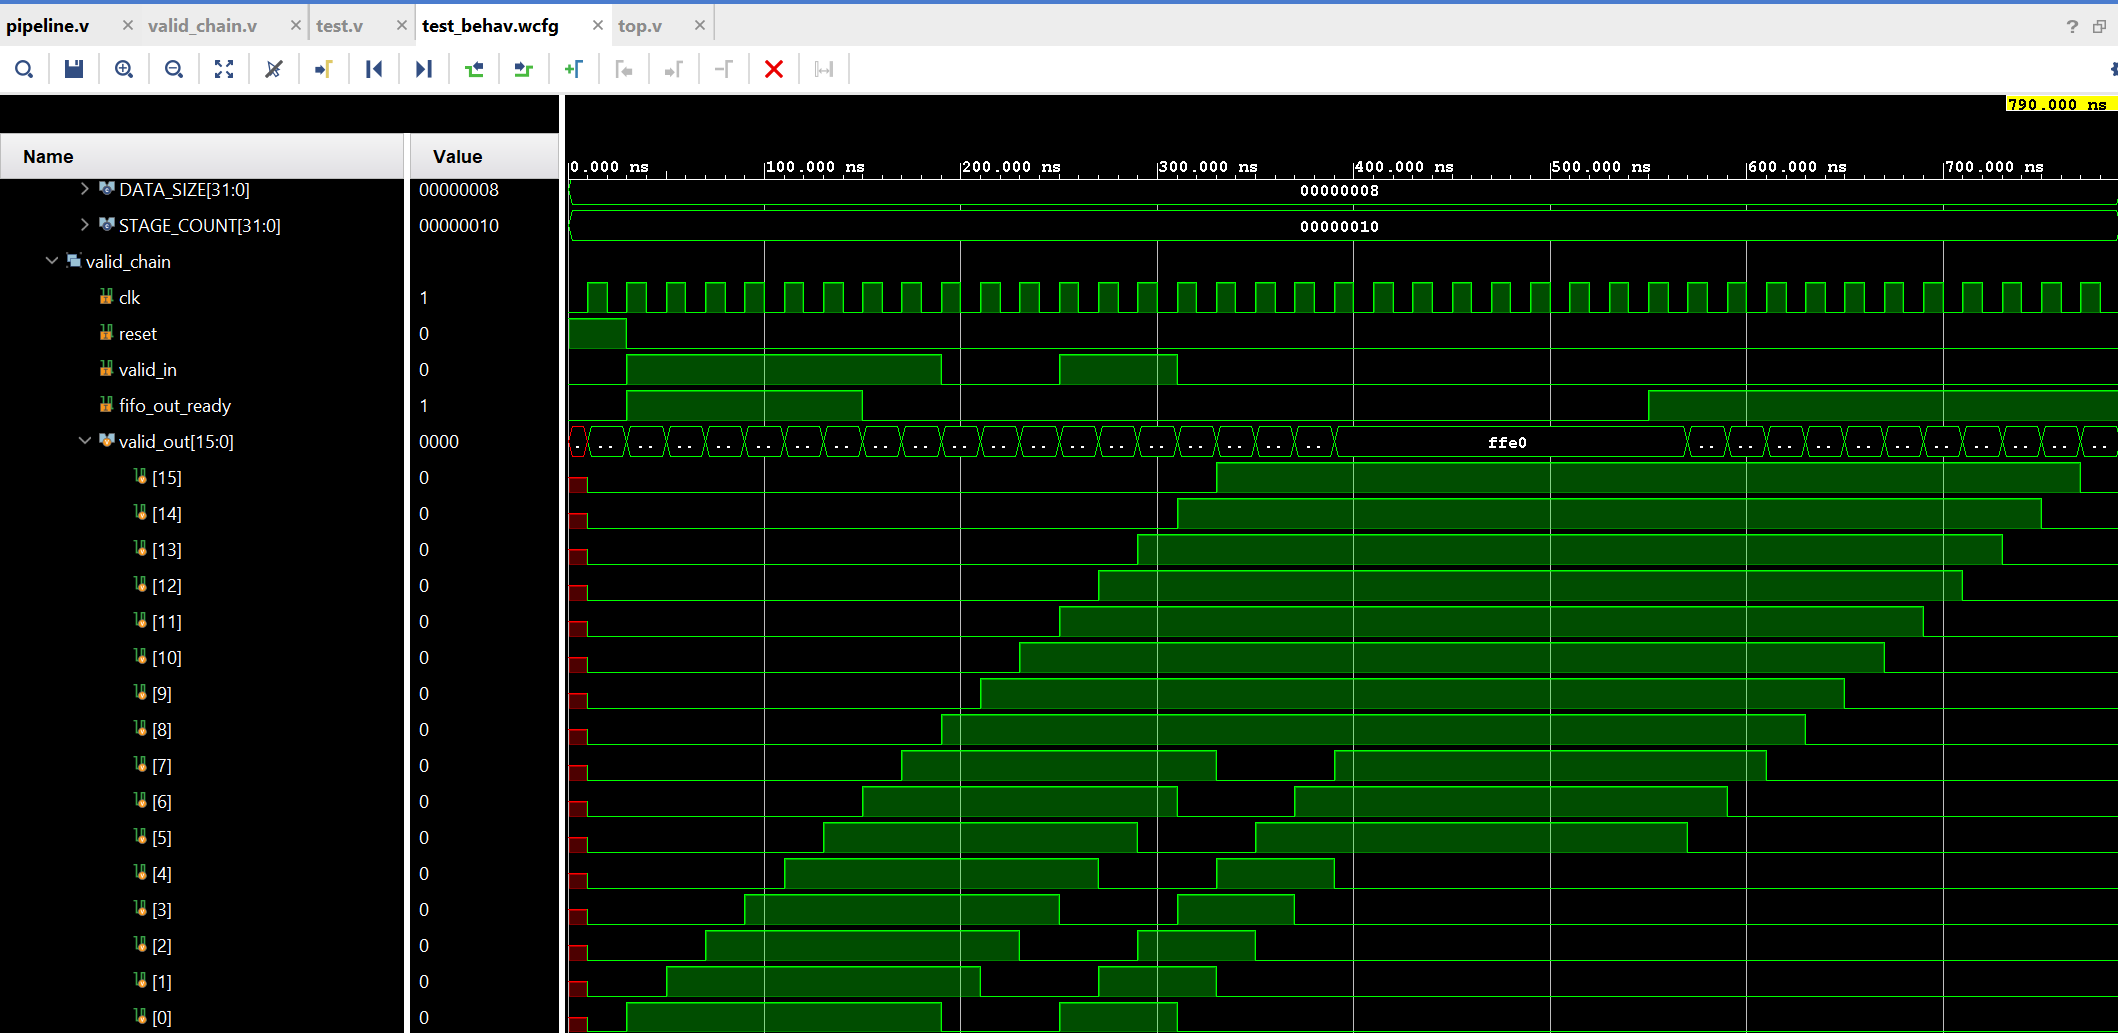 pipeline.v × valid_chain.v × test.v × test_behav.wcfg × top.v × ?
790.000 ns
Name Value
0.000 ns 100.000 ns 200.000 ns 300.000 ns 400.000 ns 500.000 ns 600.000 ns 700.000 ns
DATA_SIZE[31:0] 00000008 00000008
STAGE_COUNT[31:0] 00000010 00000010
valid_chain
clk 1
reset 0
valid_in 0
fifo_out_ready 1
valid_out[15:0] 0000 . .. .. .. .. .. .. .. .. .. .. .. .. .. .. .. .. .. .. .. ffe0 .. .. .. .. .. .. .. .. .. .. ..
[15] 0
[14] 0
[13] 0
[12] 0
[11] 0
[10] 0
[9] 0
[8] 0
[7] 0
[6] 0
[5] 0
[4] 0
[3] 0
[2] 0
[1] 0
[0] 0